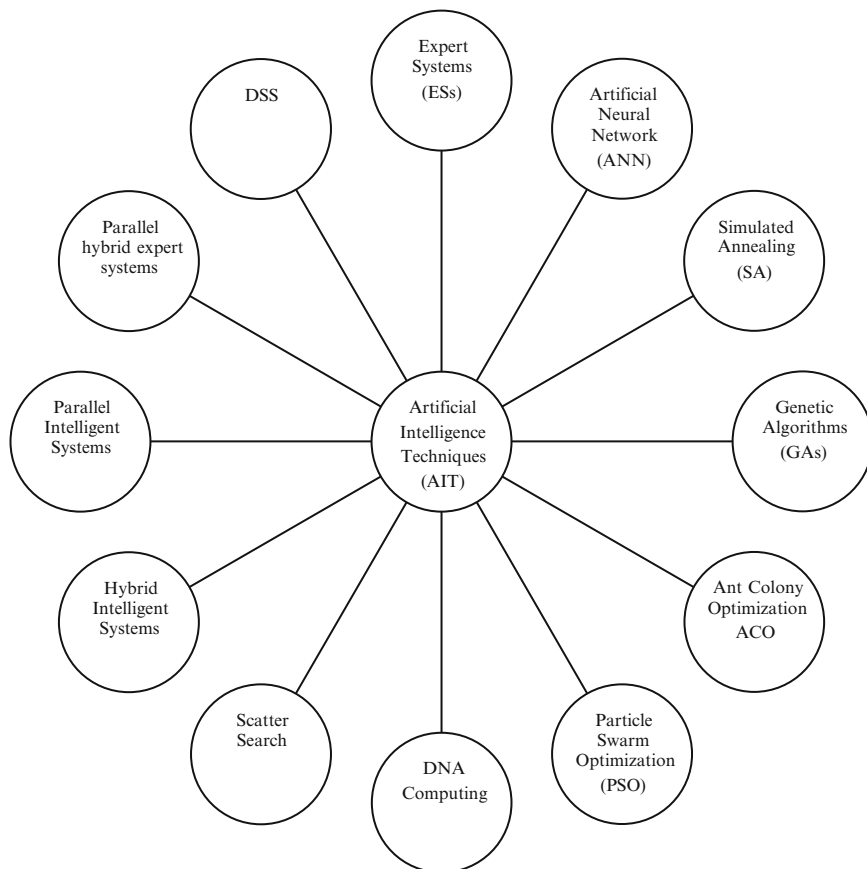 Expert
Systems
(ESs)
Artificial
Neural
Network
(ANN)
Simulated
Annealing
(SA)
Genetic
Algorithms
(GAs)
Ant Colony
Optimization
ACO
Particle
Swarm
Optimization
(PSO)
DNA
Computing
Scatter
Search
Hybrid
Intelligent
Systems
Parallel
Intelligent
Systems
Parallel
hybrid expert
systems
DSS
Artificial
Intelligence
Techniques
(AIT)